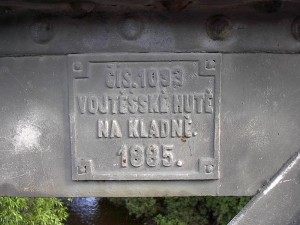 ČÍS. 1093
VOJTĚŠSKÉ HUTĚ
NA KLADNĚ.
1885.